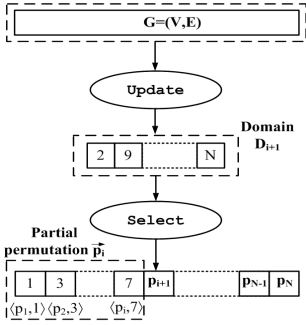 G=(V,E)
Update
Domain
D_{i+1}
2 9 N
Select
Partial
permutation \vec{p_i}
1 3 7 p_{i+1} p_{N-1} p_N
⟨p_1,1⟩ ⟨p_2,3⟩ ⟨p_i,7⟩